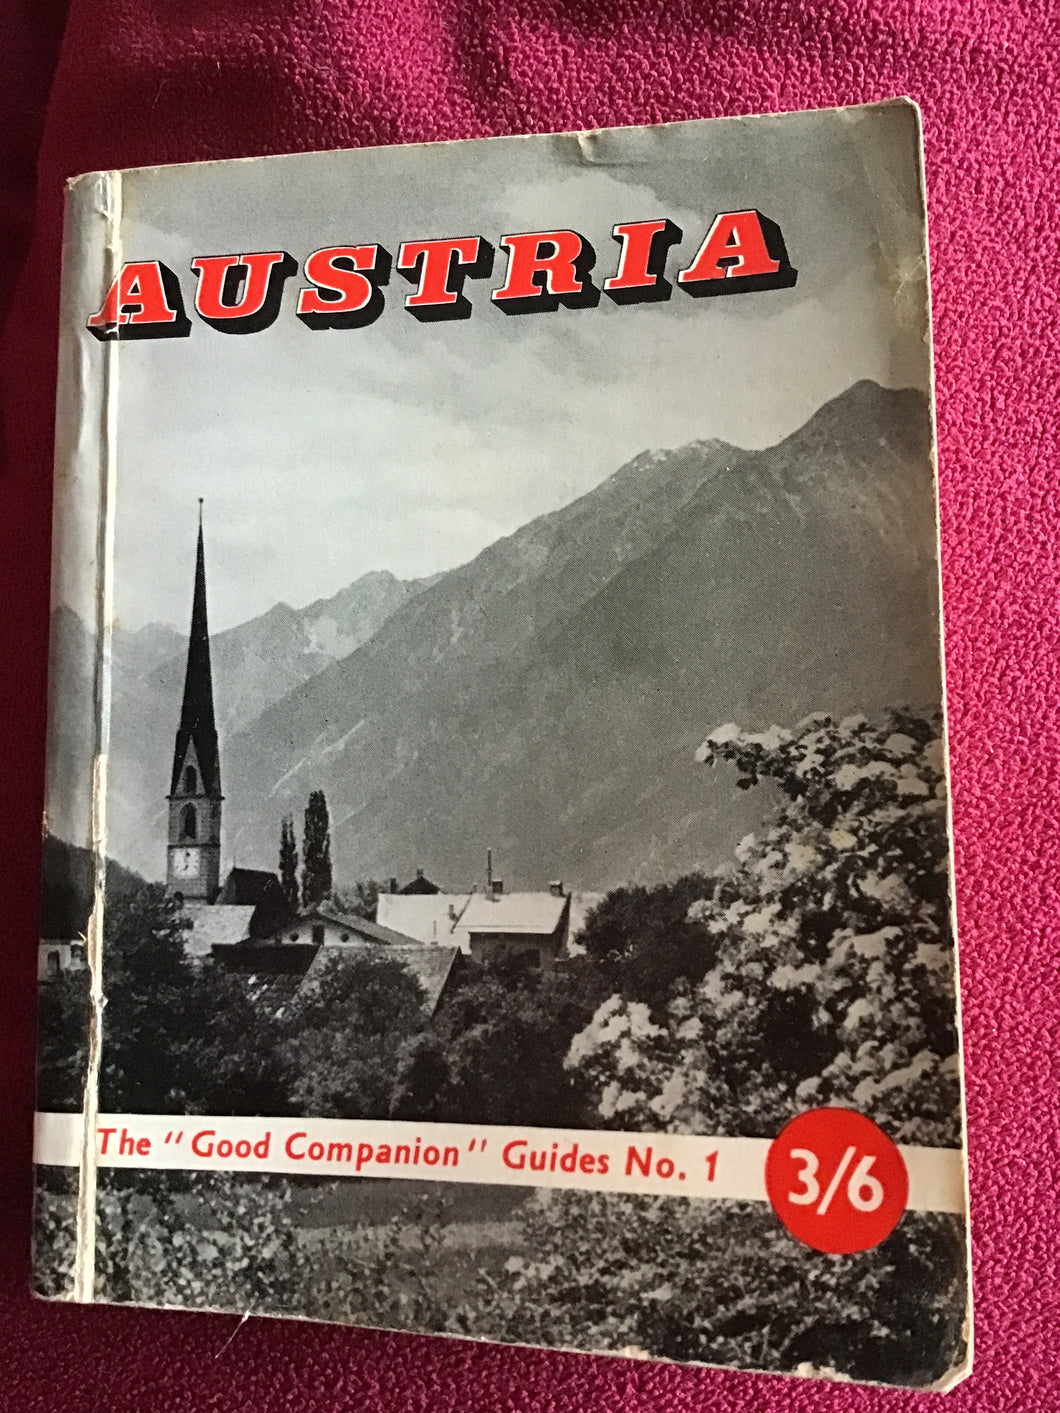 AUSTRIA
The "Good Companion" Guides No. 1
3/6